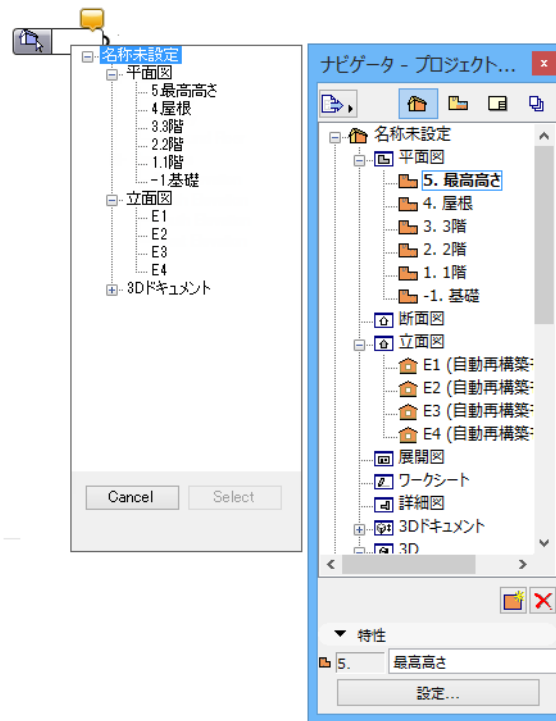 名称未設定
平面図
5.最高高さ
4.屋根
3.3階
2.2階
1.1階
-1.基礎
立面図
E1
E2
E3
E4
3Dドキュメント
Cancel
Select
ナビゲータ - プロジェクト...
名称未設定
平面図
5. 最高高さ
4. 屋根
3. 3階
2. 2階
1. 1階
-1. 基礎
断面図
立面図
E1 (自動再構築
E2 (自動再構築
E3 (自動再構築
E4 (自動再構築
展開図
ワークシート
詳細図
3Dドキュメント
3D
特性
5.
最高高さ
設定...